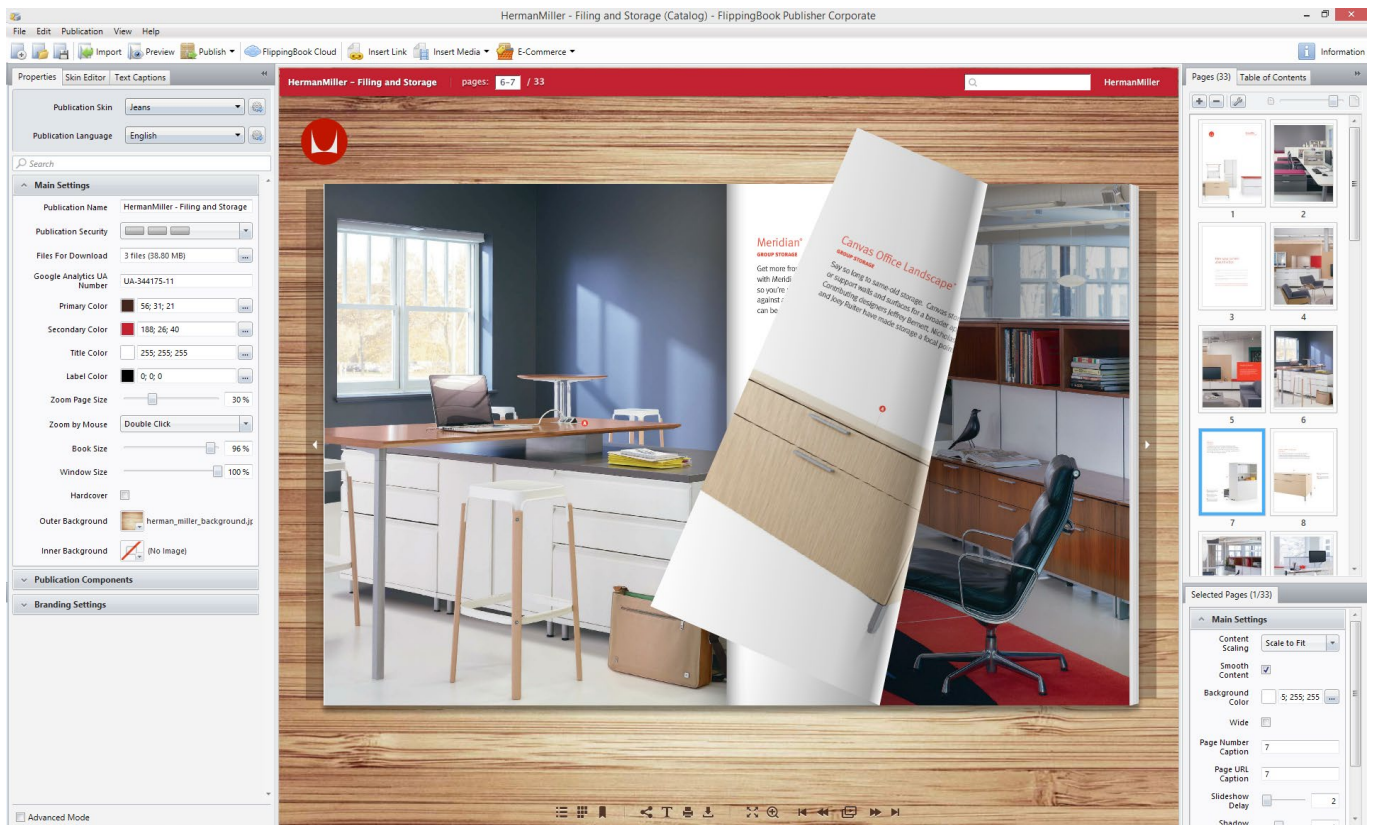 HermanMiller - Filing and Storage (Catalog) - FlippingBook Publisher Corporate
File Edit Publication View Help
Import Preview Publish FlippingBook Cloud Insert Link Insert Media E-Commerce Information
Properties Skin Editor Text Captions
Publication Skin Jeans
Publication Language English
Search
Main Settings
Publication Name HermanMiller - Filing and Storage
Publication Security
Files For Download 3 files (38.80 MB)
Google Analytics UA
Number
UA-344175-11
Primary Color 56; 31; 21
Secondary Color 188; 26; 40
Title Color 255; 255; 255
Label Color 0; 0; 0
Zoom Page Size 30 %
Zoom by Mouse Double Click
Book Size 96 %
Window Size 100 %
Hardcover
Outer Background herman_miller_background.jp
Inner Background (No Image)
Publication Components
Branding Settings
Advanced Mode
HermanMiller – Filing and Storage pages: 6-7 / 33 HermanMiller
Meridian®
GROUP STORAGE
Get more fro
with Meridi
so you're
against a
can be
Canvas Office Landscape®
GROUP STORAGE
Say so long to same-old storage. Canvas sto
or support walls and surfaces for a broader ap
Contributing designers Jeffrey Bernett, Nicholas
and Joey Ruiter have made storage a focal poin
Pages (33) Table of Contents
1 2
3 4
5 6
7 8
Selected Pages (1/33)
Main Settings
Content
Scaling
Scale to Fit
Smooth
Content
Background
Color
5; 255; 255
Wide
Page Number
Caption
7
Page URL
Caption
7
Slideshow
Delay
2
Shadow